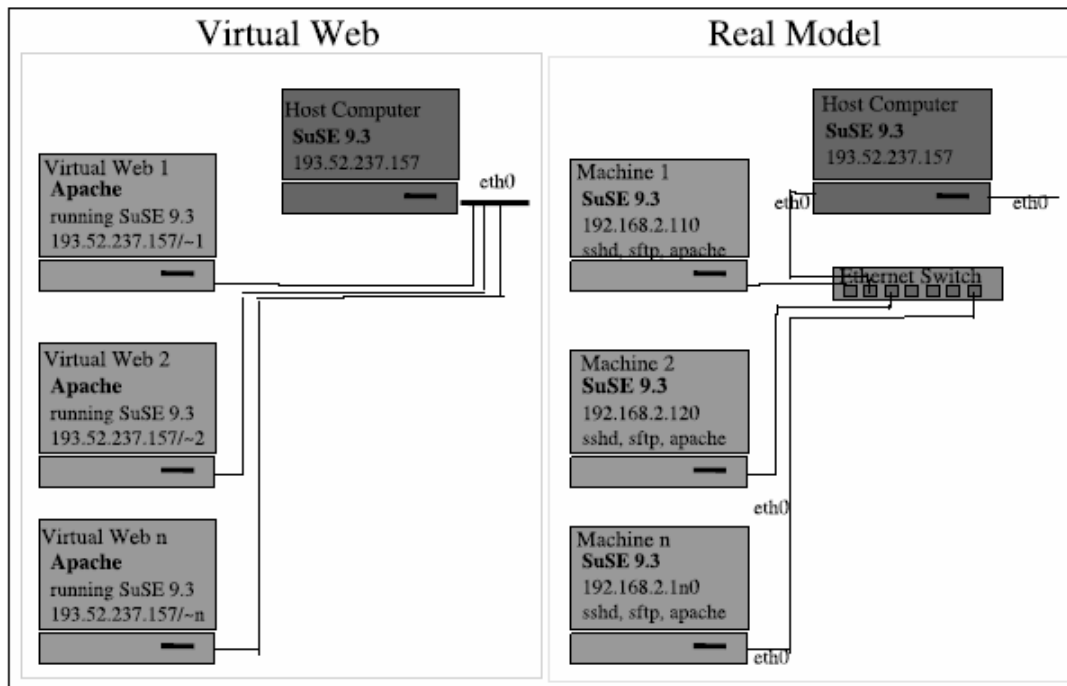 Virtual Web
Host Computer
SuSE 9.3
193.52.237.157
eth0
Virtual Web 1
Apache
running SuSE 9.3
193.52.237.157/~1
Virtual Web 2
Apache
running SuSE 9.3
193.52.237.157/~2
Virtual Web n
Apache
running SuSE 9.3
193.52.237.157/~n
Real Model
Host Computer
SuSE 9.3
193.52.237.157
eth0
eth0
Machine 1
SuSE 9.3
192.168.2.110
sshd, sftp, apache
Ethernet Switch
Machine 2
SuSE 9.3
192.168.2.120
sshd, sftp, apache
eth0
Machine n
SuSE 9.3
192.168.2.1n0
sshd, sftp, apache
eth0